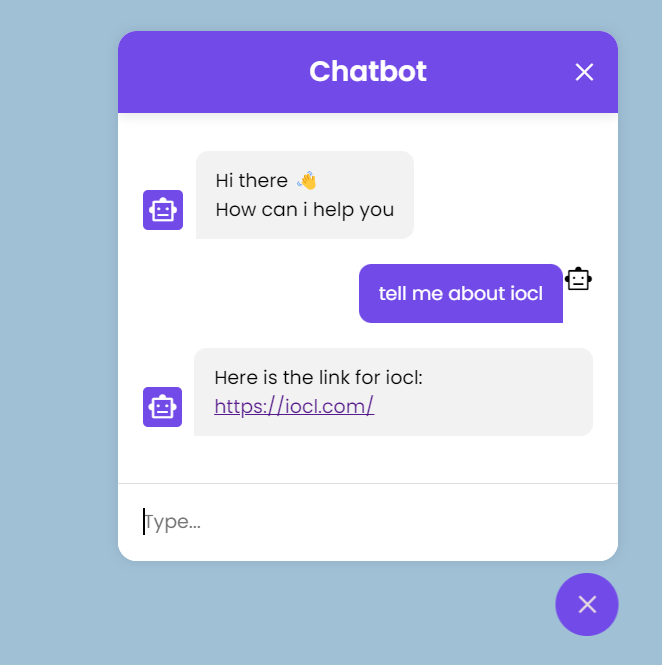 Chatbot
Hi there 👋
How can i help you
tell me about iocl
Here is the link for iocl:
https://iocl.com/
Type...